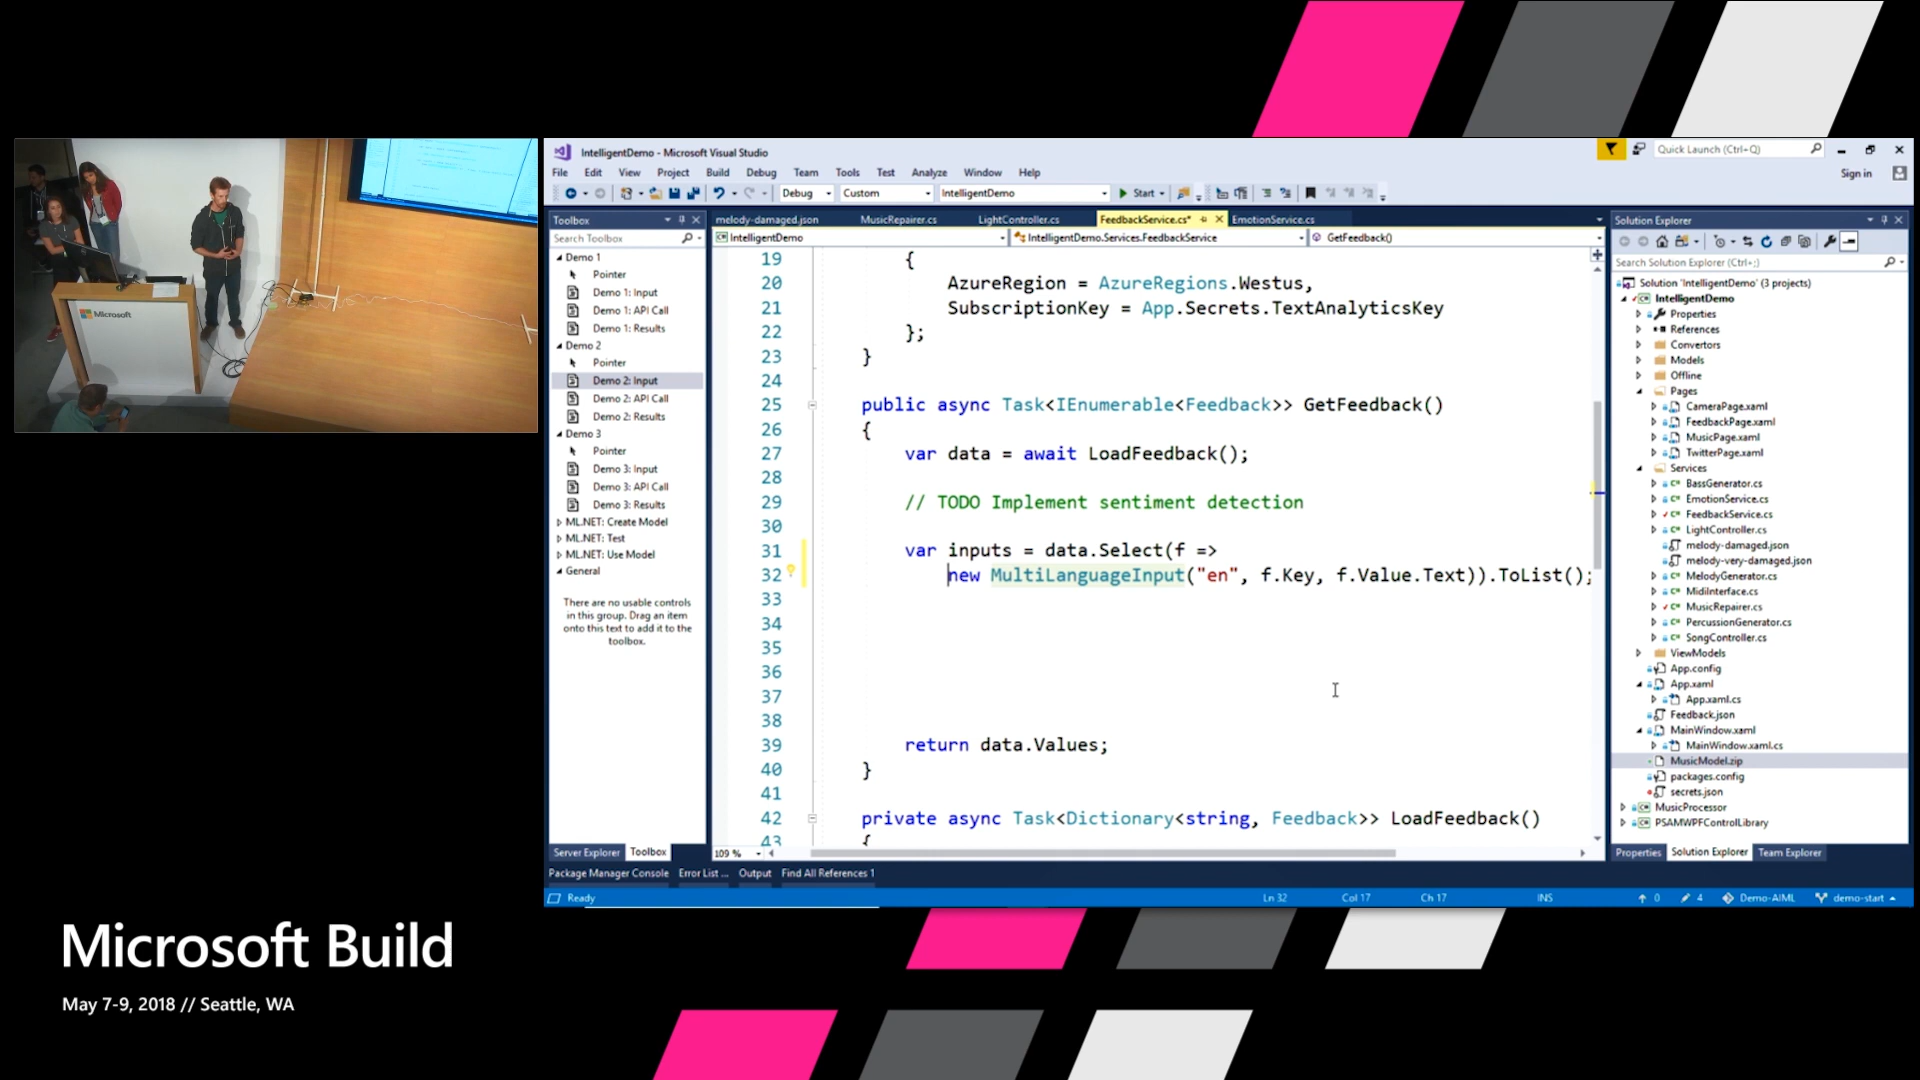 Microsoft
IntelligentDemo - Microsoft Visual Studio
Quick Launch (Ctrl+Q)
File Edit View Project Build Debug Team Tools Test Analyze Window Help
Sign in
Debug Custom IntelligentDemo Start
Toolbox
Search Toolbox
Demo 1
Pointer
Demo 1: Input
Demo 1: API Call
Demo 1: Results
Demo 2
Pointer
Demo 2: Input
Demo 2: API Call
Demo 2: Results
Demo 3
Pointer
Demo 3: Input
Demo 3: API Call
Demo 3: Results
ML.NET: Create Model
ML.NET: Test
ML.NET: Use Model
General
There are no usable controls
in this group. Drag an item
onto this text to add it to the
toolbox.
Server Explorer Toolbox
melody-damaged.json MusicRepairer.cs LightController.cs FeedbackService.cs* EmotionService.cs
IntelligentDemo IntelligentDemo.Services.FeedbackService GetFeedback()
19 {
20 AzureRegion = AzureRegions.Westus,
21 SubscriptionKey = App.Secrets.TextAnalyticsKey
22 };
23 }
24
25 public async Task<IEnumerable<Feedback>> GetFeedback()
26 {
27 var data = await LoadFeedback();
28
29 // TODO Implement sentiment detection
30
31 var inputs = data.Select(f =>
32 new MultiLanguageInput("en", f.Key, f.Value.Text)).ToList();
33
34
35
36
37
38
39 return data.Values;
40 }
41
42 private async Task<Dictionary<string, Feedback>> LoadFeedback()
43 {
109 %
Solution Explorer
Search Solution Explorer (Ctrl+;)
Solution 'IntelligentDemo' (3 projects)
IntelligentDemo
Properties
References
Convertors
Models
Offline
Pages
CameraPage.xaml
FeedbackPage.xaml
MusicPage.xaml
TwitterPage.xaml
Services
BassGenerator.cs
EmotionService.cs
FeedbackService.cs
LightController.cs
melody-damaged.json
melody-very-damaged.json
MelodyGenerator.cs
MidiInterface.cs
MusicRepairer.cs
PercussionGenerator.cs
SongController.cs
ViewModels
App.config
App.xaml
App.xaml.cs
Feedback.json
MainWindow.xaml
MainWindow.xaml.cs
MusicModel.zip
packages.config
secrets.json
MusicProcessor
PSAMWPFControlLibrary
Properties Solution Explorer Team Explorer
Package Manager Console Error List ... Output Find All References 1
Ready Ln 32 Col 17 Ch 17 INS 0 4 Demo-AIML demo-start
Microsoft Build
May 7-9, 2018 // Seattle, WA